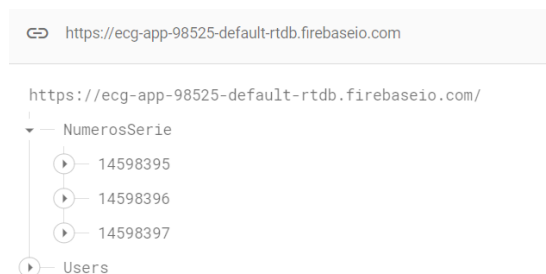 https://ecg-app-98525-default-rtdb.firebaseio.com
https://ecg-app-98525-default-rtdb.firebaseio.com/
NumerosSerie
14598395
14598396
14598397
Users